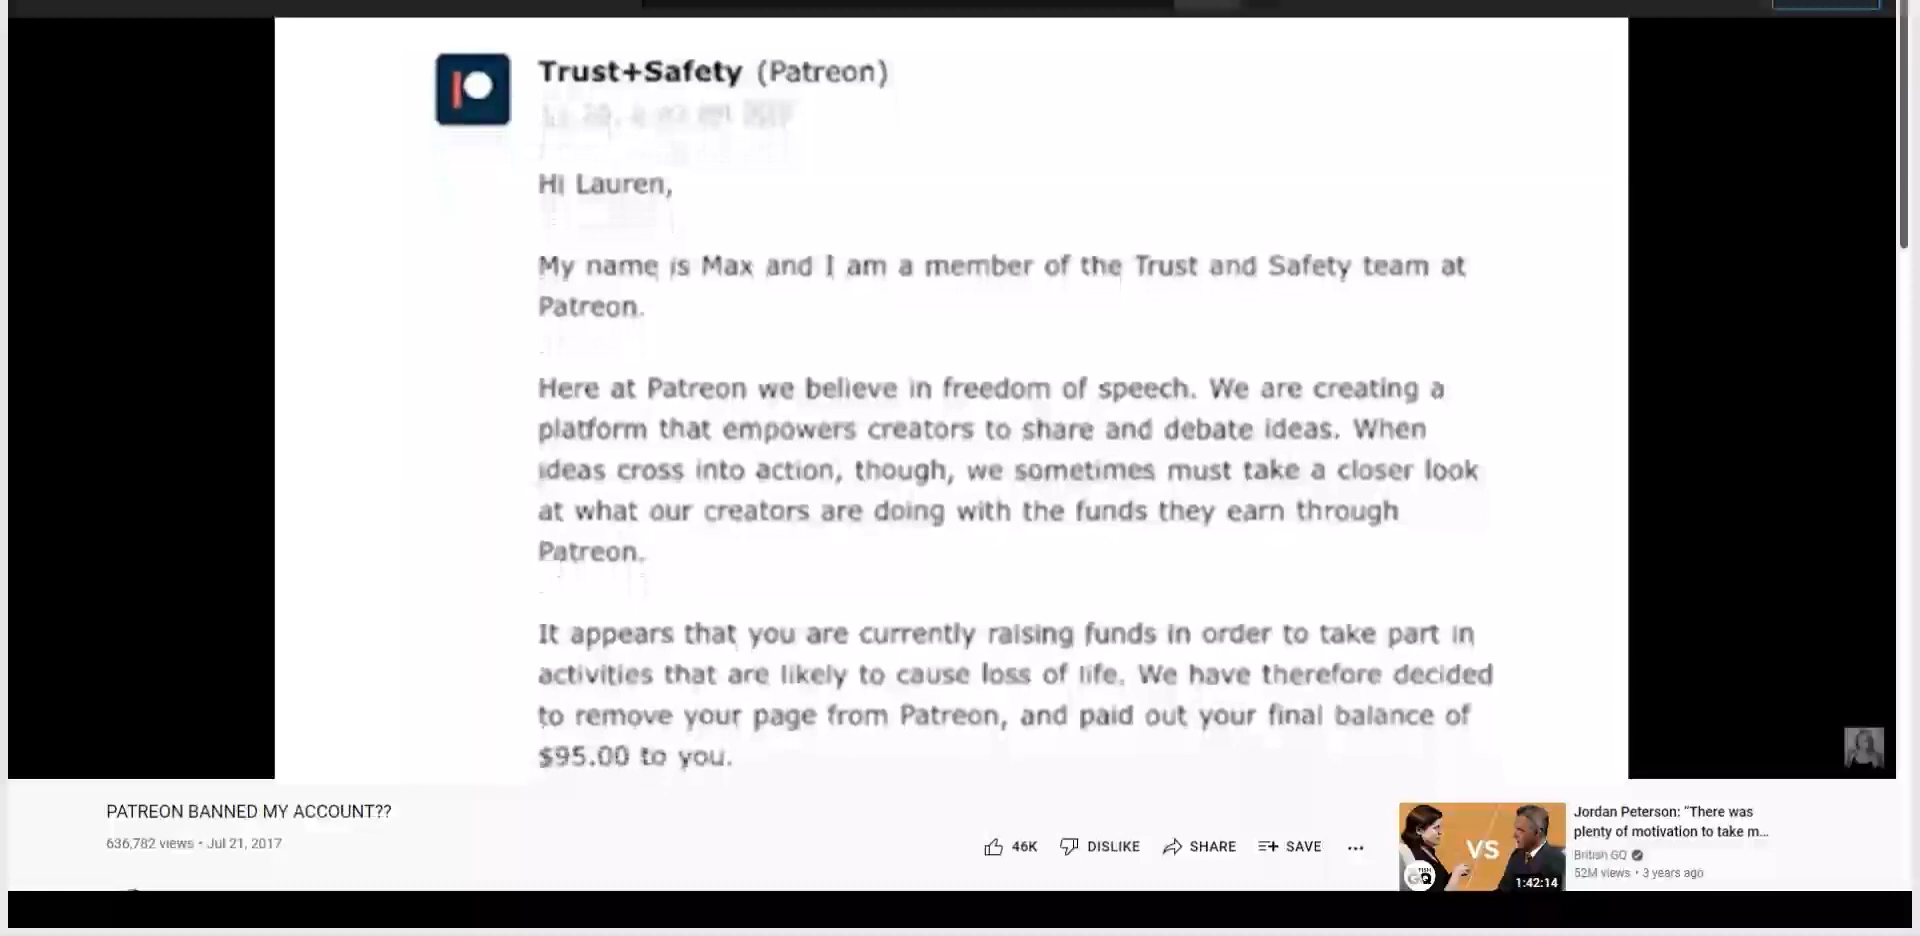 Trust+Safety (Patreon)
Hi Lauren,
My name is Max and I am a member of the Trust and Safety team at
Patreon.
Here at Patreon we believe in freedom of speech. We are creating a
platform that empowers creators to share and debate ideas. When
ideas cross into action, though, we sometimes must take a closer look
at what our creators are doing with the funds they earn through
Patreon.
It appears that you are currently raising funds in order to take part in
activities that are likely to cause loss of life. We have therefore decided
to remove your page from Patreon, and paid out your final balance of
$95.00 to you.
PATREON BANNED MY ACCOUNT??
636,782 views • Jul 21, 2017
46K DISLIKE SHARE SAVE
VS
GQ
1:42:14
Jordan Peterson: “There was
plenty of motivation to take m...
British GQ
52M views • 3 years ago